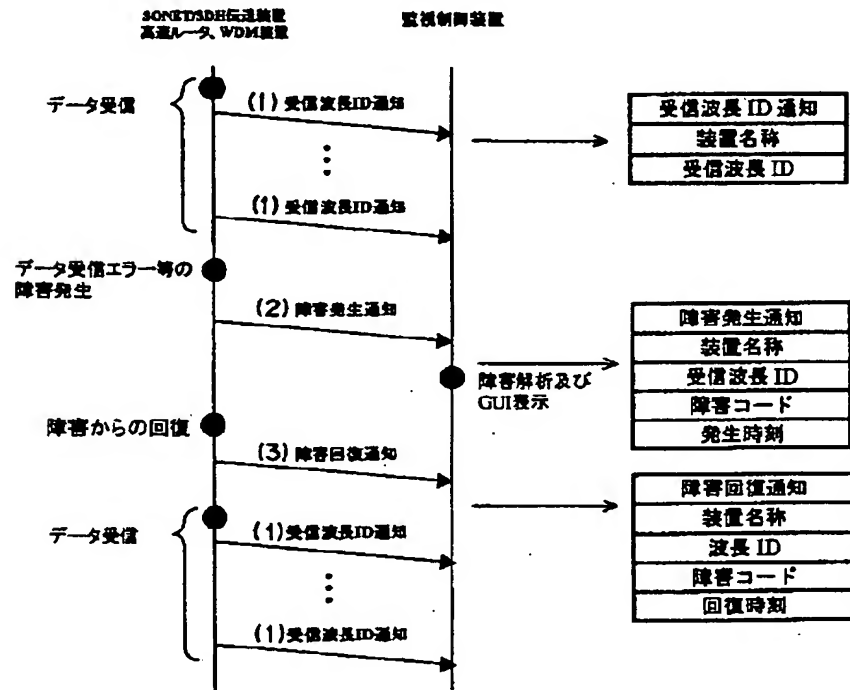 SONET/SDH伝送装置
高速ルータ、WDM装置
監視制御装置
データ受信
(1) 受信波長ID通知
(1) 受信波長ID通知
受信波長 ID 通知
装置名称
受信波長 ID
データ受信エラー等の
障害発生
(2) 障害発生通知
障害解析及び
GUI表示
障害発生通知
装置名称
受信波長 ID
障害コード
発生時刻
障害からの回復
(3) 障害回復通知
障害回復通知
装置名称
波長 ID
障害コード
回復時刻
データ受信
(1) 受信波長ID通知
(1) 受信波長ID通知